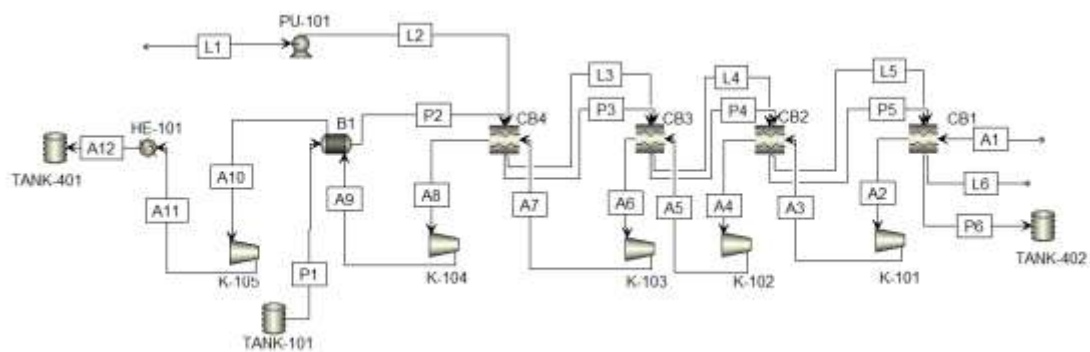 PU-101
L1
L2
L3
L4
L5
P3
P4
P5
P2
B1
CB4
CB3
CB2
CB1
HE-101
A12
A1
TANK-401
A10
A9
A8
A7
A6
A5
A4
A3
A2
L6
A11
P6
P1
K-105
K-104
K-103
K-102
K-101
TANK-402
TANK-101